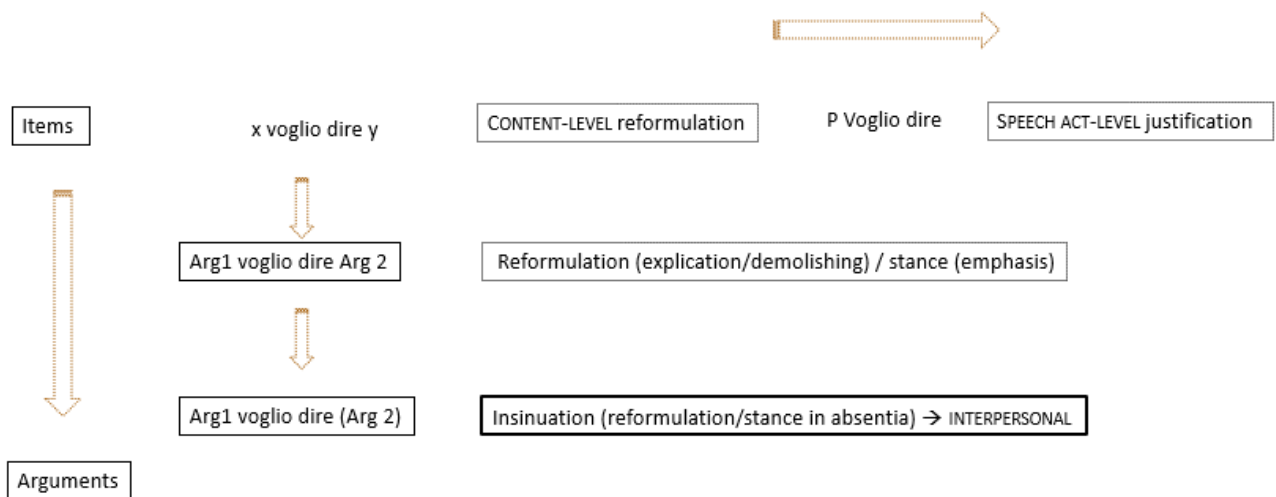 Items
x voglio dire y
CONTENT-LEVEL reformulation
P Voglio dire
SPEECH ACT-LEVEL justification
Arg1 voglio dire Arg 2
Reformulation (explication/demolishing) / stance (emphasis)
Arg1 voglio dire (Arg 2)
Insinuation (reformulation/stance in absentia) → INTERPERSONAL
Arguments